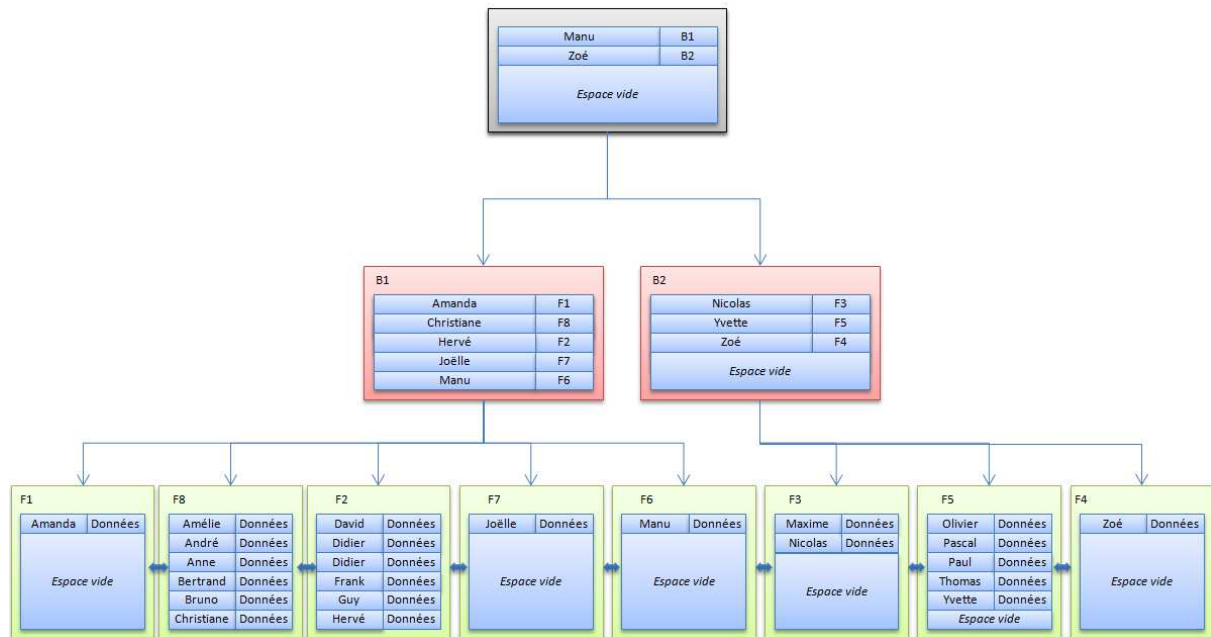 Manu B1
Zoé B2
Espace vide
B1
Amanda F1
Christiane F8
Hervé F2
Joëlle F7
Manu F6
B2
Nicolas F3
Yvette F5
Zoé F4
Espace vide
F1
Amanda Données
Espace vide
F8
Amélie Données
André Données
Anne Données
Bertrand Données
Bruno Données
Christiane Données
F2
David Données
Didier Données
Didier Données
Frank Données
Guy Données
Hervé Données
F7
Joëlle Données
Espace vide
F6
Manu Données
Espace vide
F3
Maxime Données
Nicolas Données
Espace vide
F5
Olivier Données
Pascal Données
Paul Données
Thomas Données
Yvette Données
Espace vide
F4
Zoé Données
Espace vide